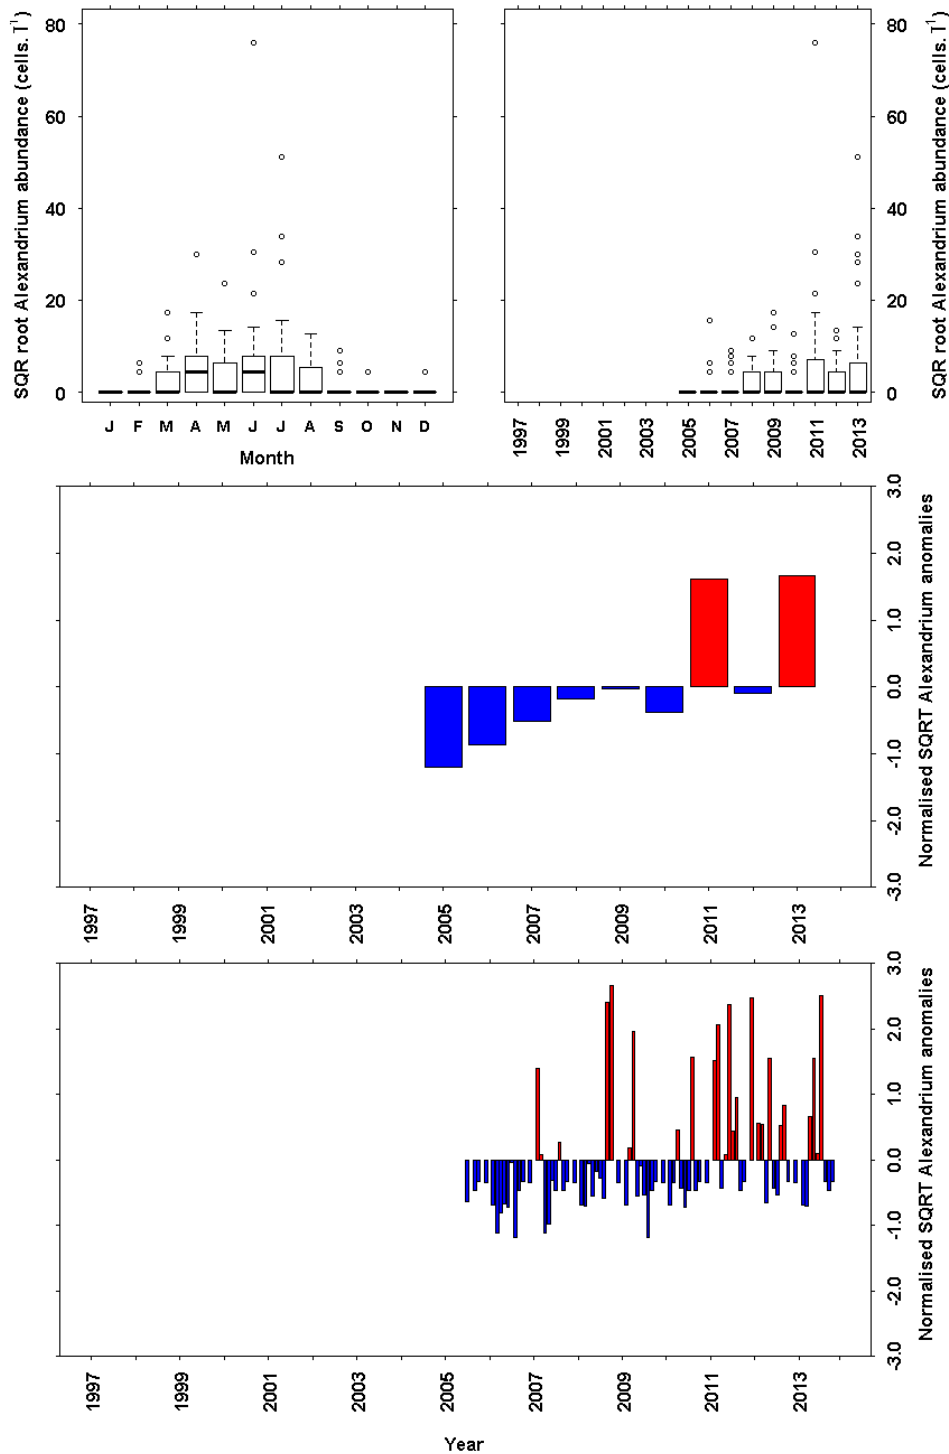 SQR root Alexandrium abundance (cells. l⁻¹)
80
60
40
20
0
J F M A M J J A S O N D
Month
80
60
40
20
0
SQR root Alexandrium abundance (cells. l⁻¹)
1997 1999 2001 2003 2005 2007 2009 2011 2013
3.0
2.0
1.0
0.0
-1.0
-2.0
-3.0
Normalised SQRT Alexandrium anomalies
1997 1999 2001 2003 2005 2007 2009 2011 2013
3.0
2.0
1.0
0.0
-1.0
-2.0
-3.0
Normalised SQRT Alexandrium anomalies
1997 1999 2001 2003 2005 2007 2009 2011 2013
Year